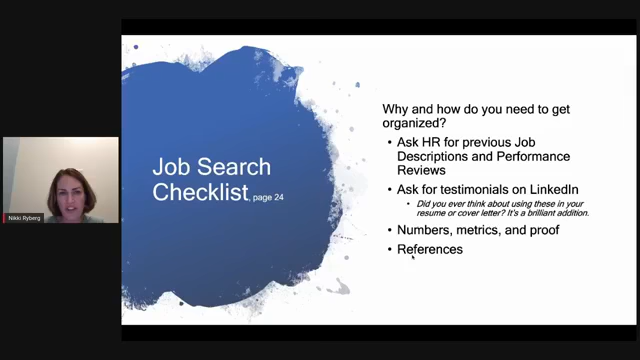 Job Search
Checklist, page 24
Why and how do you need to get
organized?
• Ask HR for previous Job
Descriptions and Performance
Reviews
• Ask for testimonials on LinkedIn
• Did you ever think about using these in your
resume or cover letter? It's a brilliant addition.
• Numbers, metrics, and proof
• References
Nikki Ryberg